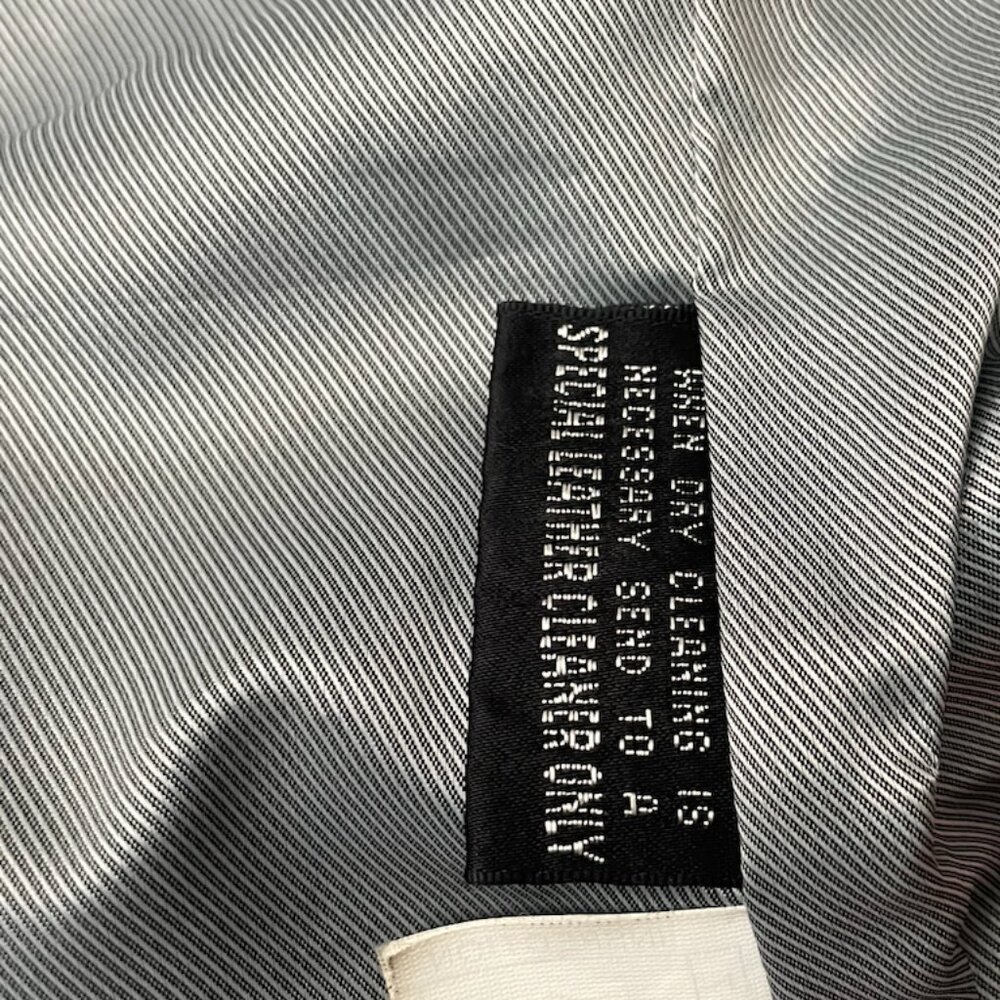 WHEN DRY CLEANING IS
NECESSARY SEND TO A
SPECIAL LEATHER CLEANER ONLY